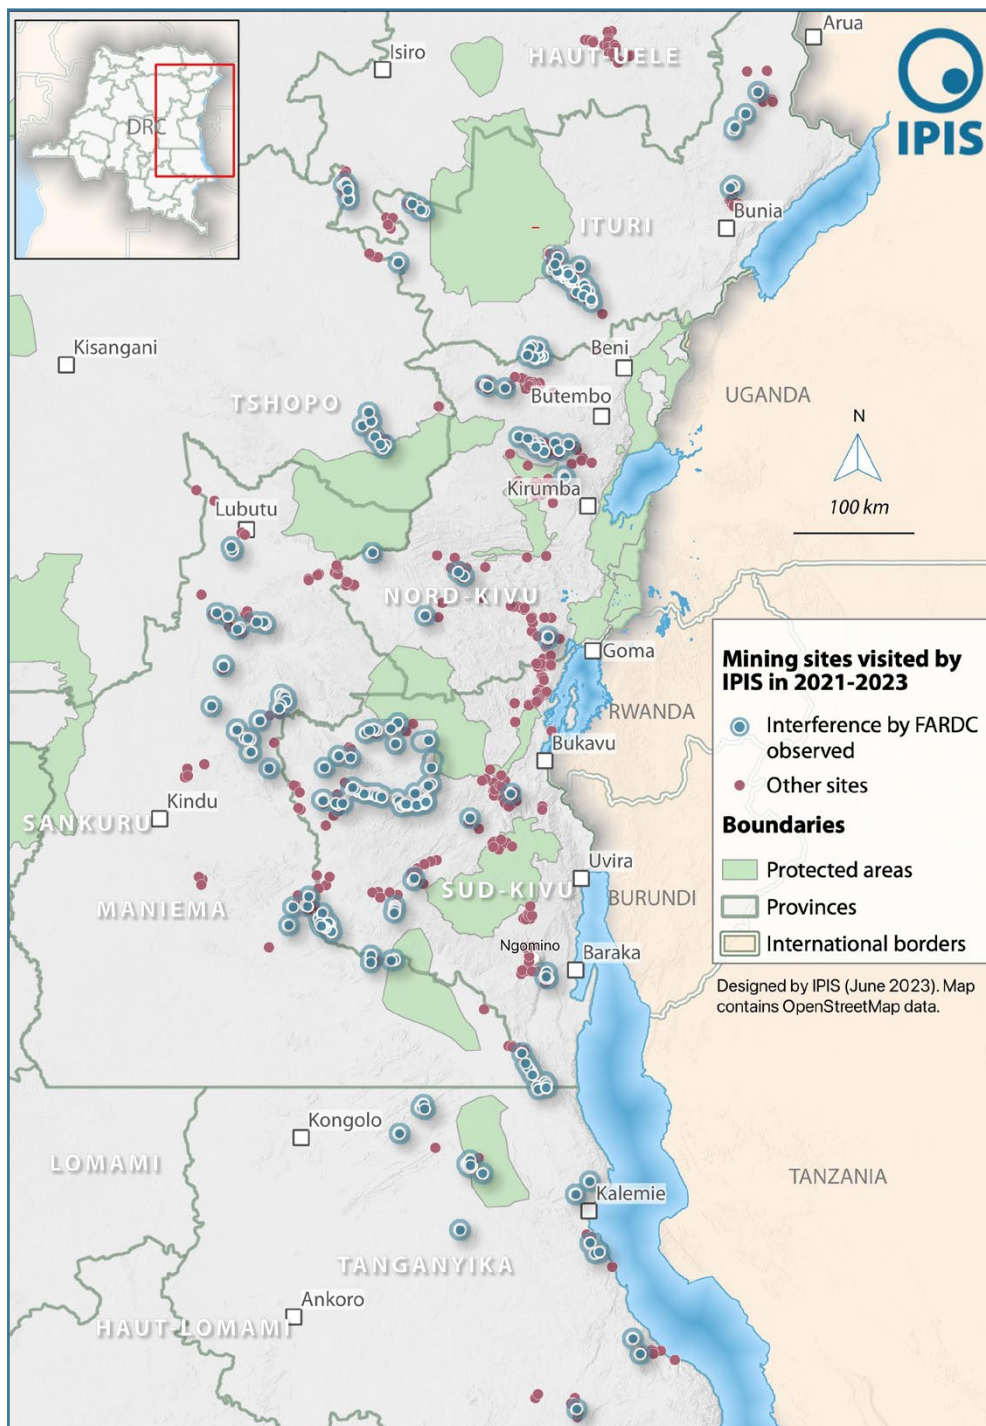 Arua
Isiro
HAUT-UELE
IPIS
DRC
Bunia
ITURI
Kisangani
Beni
UGANDA
TSHOPO
Butembo
N
Kirumba
100 km
Lubutu
NORD-KIVU
Goma
Mining sites visited by
IPIS in 2021-2023
Interference by FARDC
observed
Other sites
Boundaries
Protected areas
Provinces
International borders
RWANDA
Bukavu
Kindu
SANKURU
Uvira
SUD-KIVU
BURUNDI
MANIEMA
Ngomino
Baraka
Designed by IPIS (June 2023). Map
contains OpenStreetMap data.
Kongolo
LOMAMI
TANZANIA
Kalemie
TANGANYIKA
Ankoro
HAUT-LOMAMI